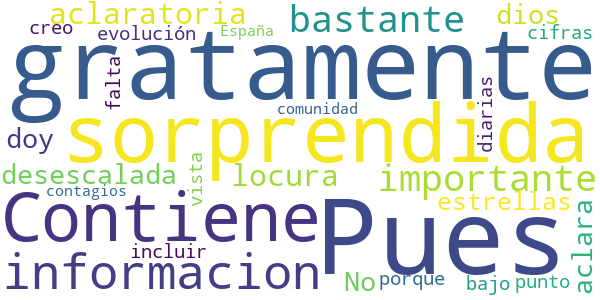 aclaratoria
bastante
dios
creo
evolución
España
cifras
gratamente
falta
comunidad
diarias
doy
sorprendida
desescalada
vista
locura
importante
contagios
estrellas
Contiene
Pues
aclara
incluir
informacion
No
porque
bajo
punto